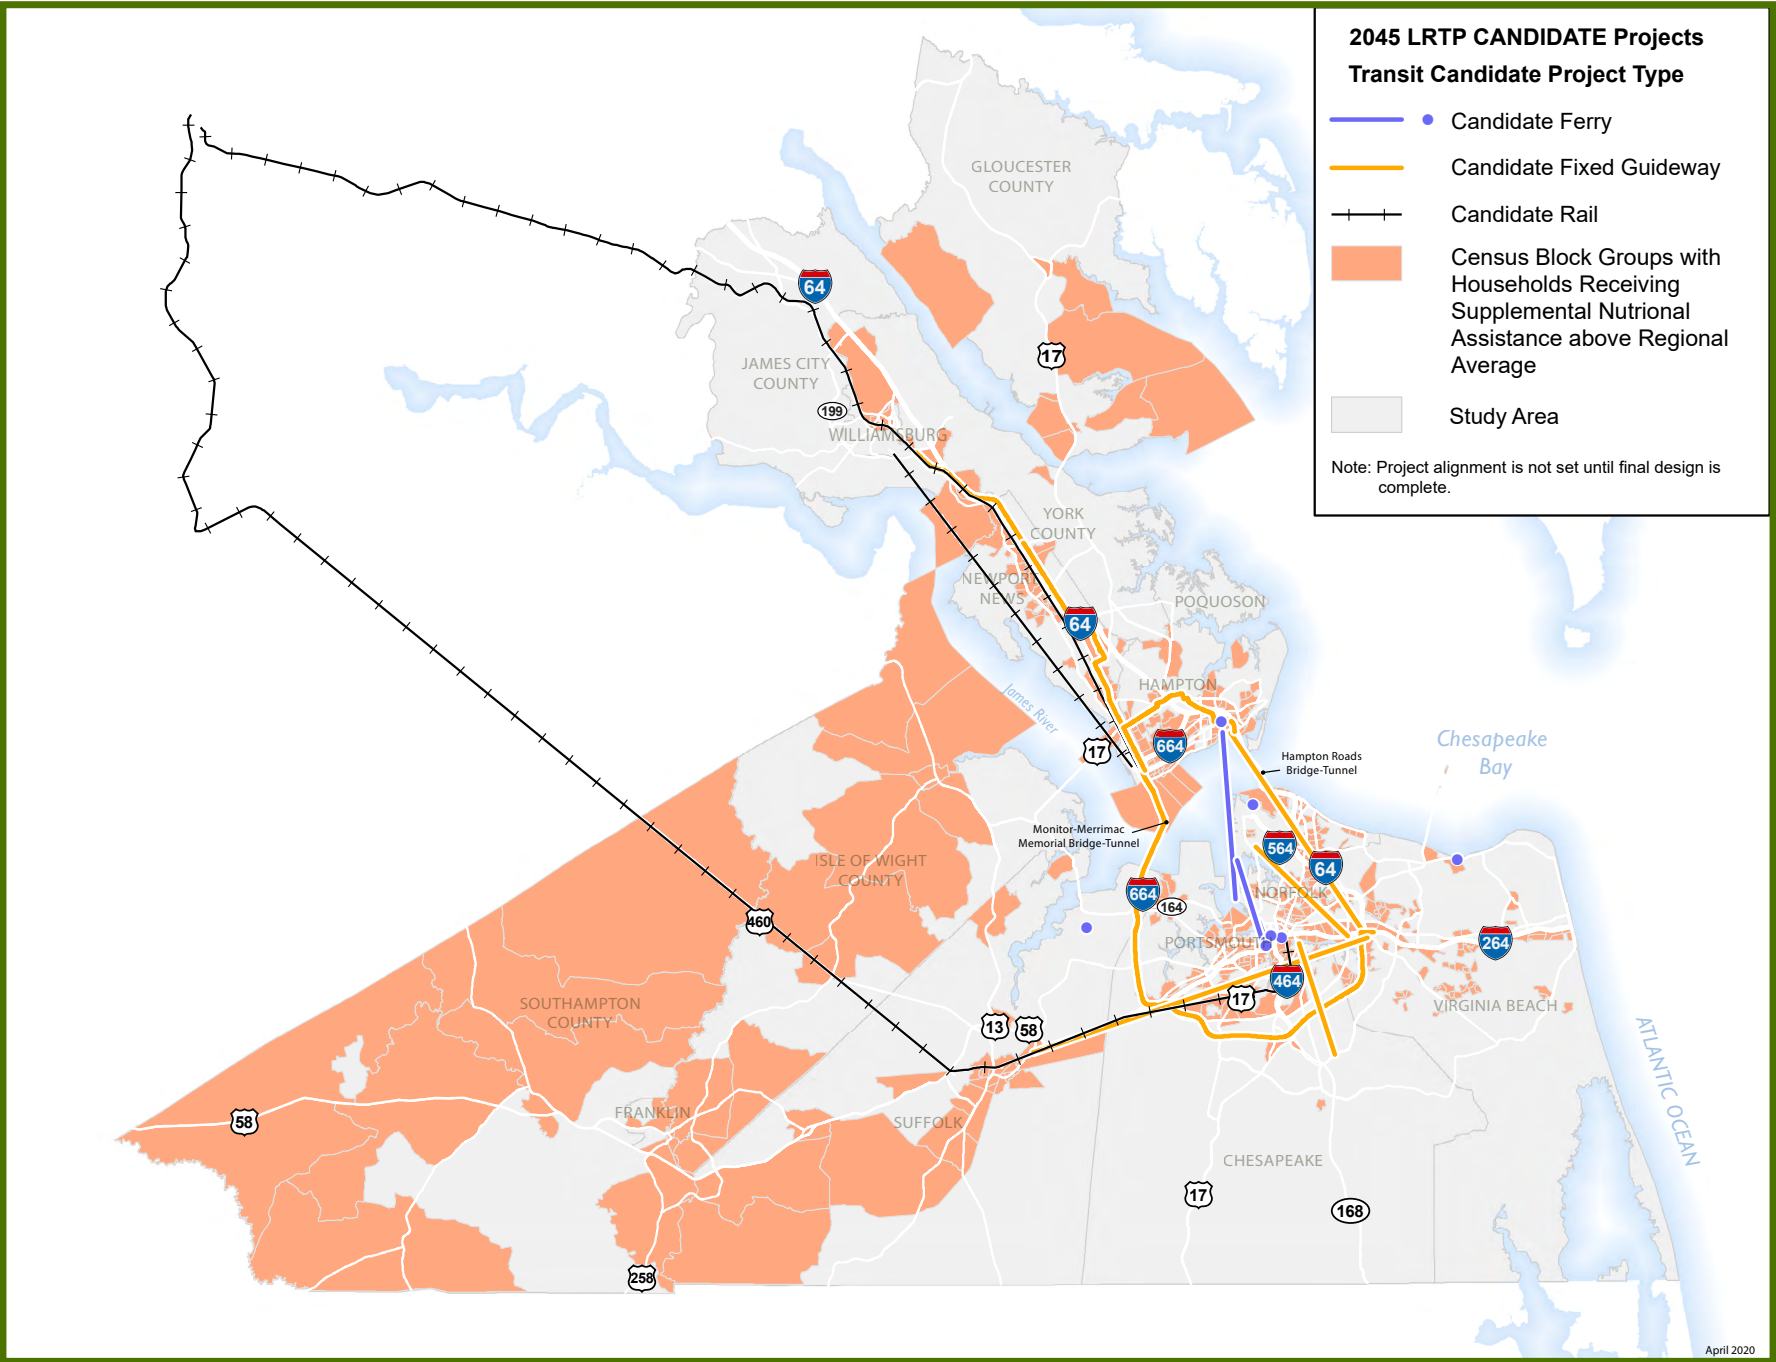 2045 LRTP CANDIDATE Projects
Transit Candidate Project Type
Candidate Ferry
Candidate Fixed Guideway
Candidate Rail
Census Block Groups with
Households Receiving
Supplemental Nutrional
Assistance above Regional
Average
Study Area
Note: Project alignment is not set until final design is
complete.
GLOUCESTER
COUNTY
64
17
JAMES CITY
COUNTY
199
WILLIAMSBURG
YORK
COUNTY
NEWPORT
NEWS
POQUOSON
64
HAMPTON
James River
17
664
Chesapeake
Bay
Hampton Roads
Bridge-Tunnel
Monitor-Merrimac
Memorial Bridge-Tunnel
564
64
ISLE OF WIGHT
COUNTY
664
164
NORFOLK
460
PORTSMOUTH
264
464
17
SOUTHAMPTON
COUNTY
VIRGINIA BEACH
13
58
ATLANTIC OCEAN
58
FRANKLIN
SUFFOLK
CHESAPEAKE
17
168
258
April 2020